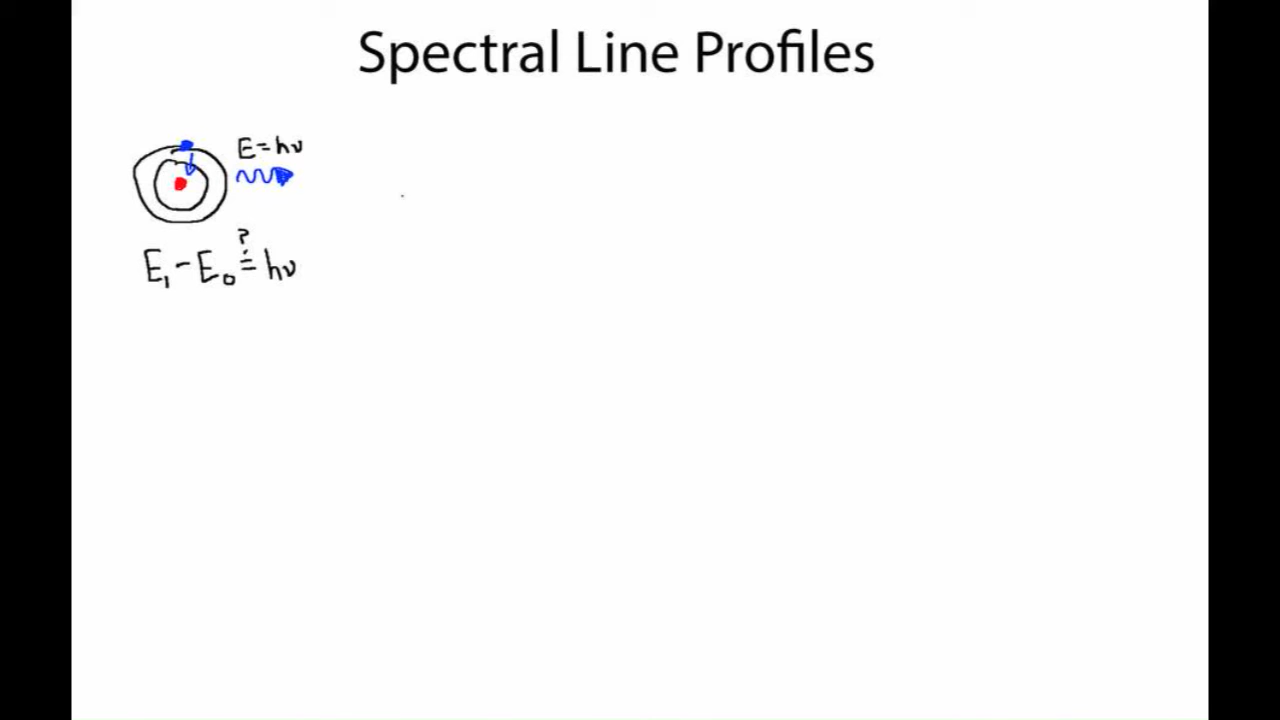 Spectral Line Profiles
E=hν
E₁-E₀ ≟ hν